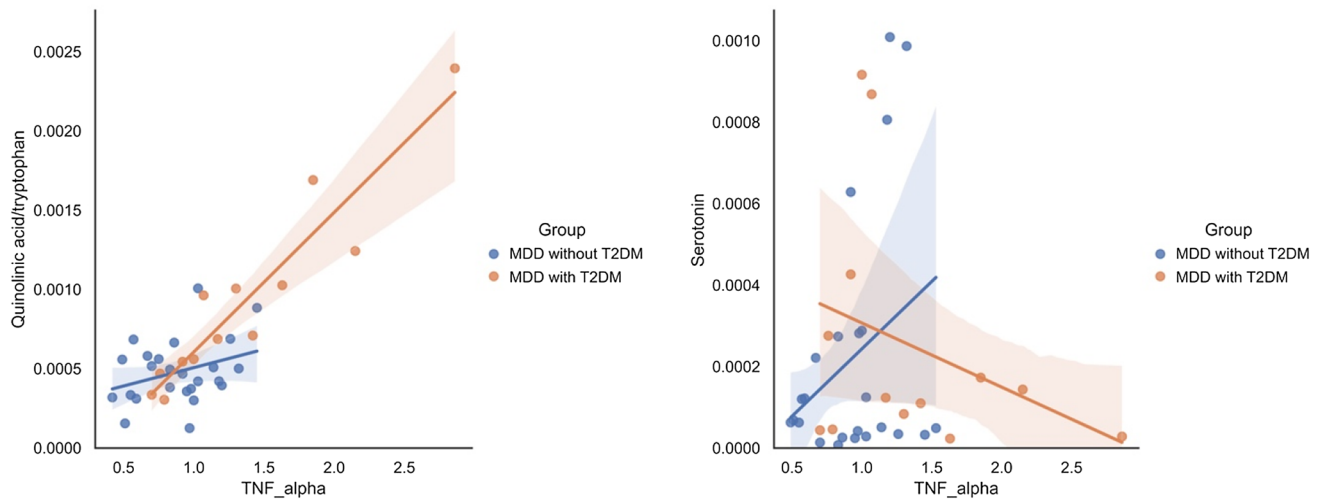 Quinolinic acid/tryptophan
0.0025
0.0020
0.0015
0.0010
0.0005
0.0000
0.5 1.0 1.5 2.0 2.5
TNF_alpha
Group
MDD without T2DM
MDD with T2DM
Serotonin
0.0010
0.0008
0.0006
0.0004
0.0002
0.0000
0.5 1.0 1.5 2.0 2.5
TNF_alpha
Group
MDD without T2DM
MDD with T2DM